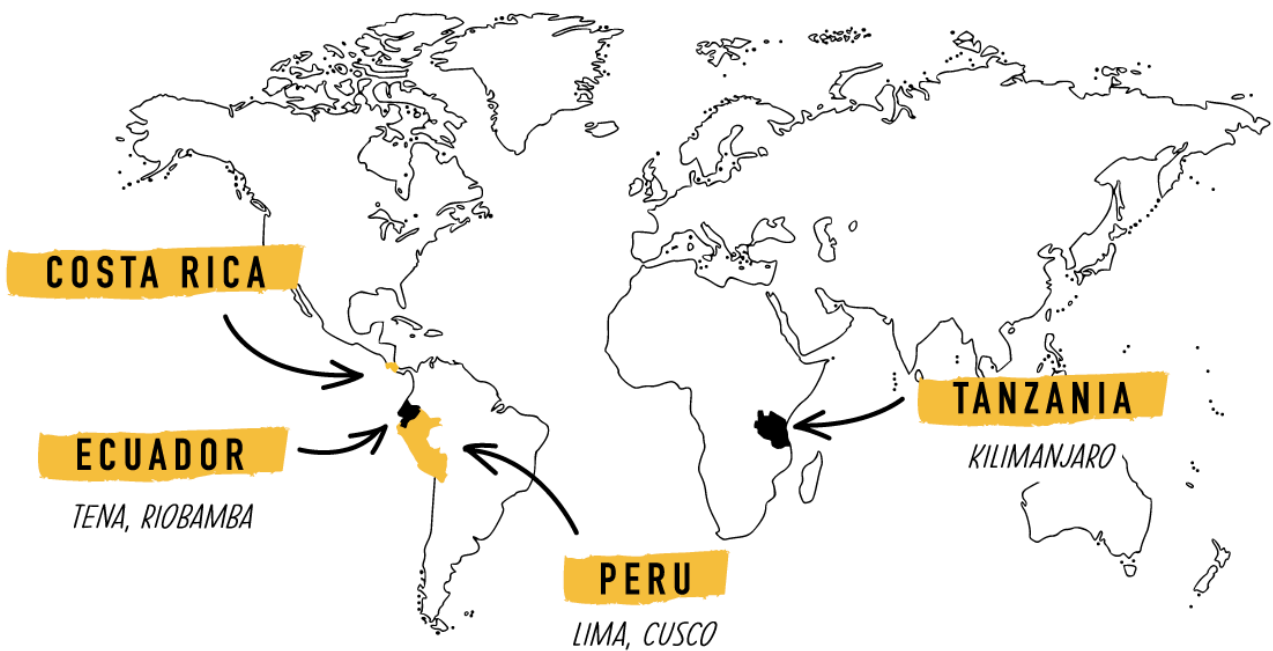 COSTA RICA
ECUADOR
TENA, RIOBAMBA
PERU
LIMA, CUSCO
TANZANIA
KILIMANJARO